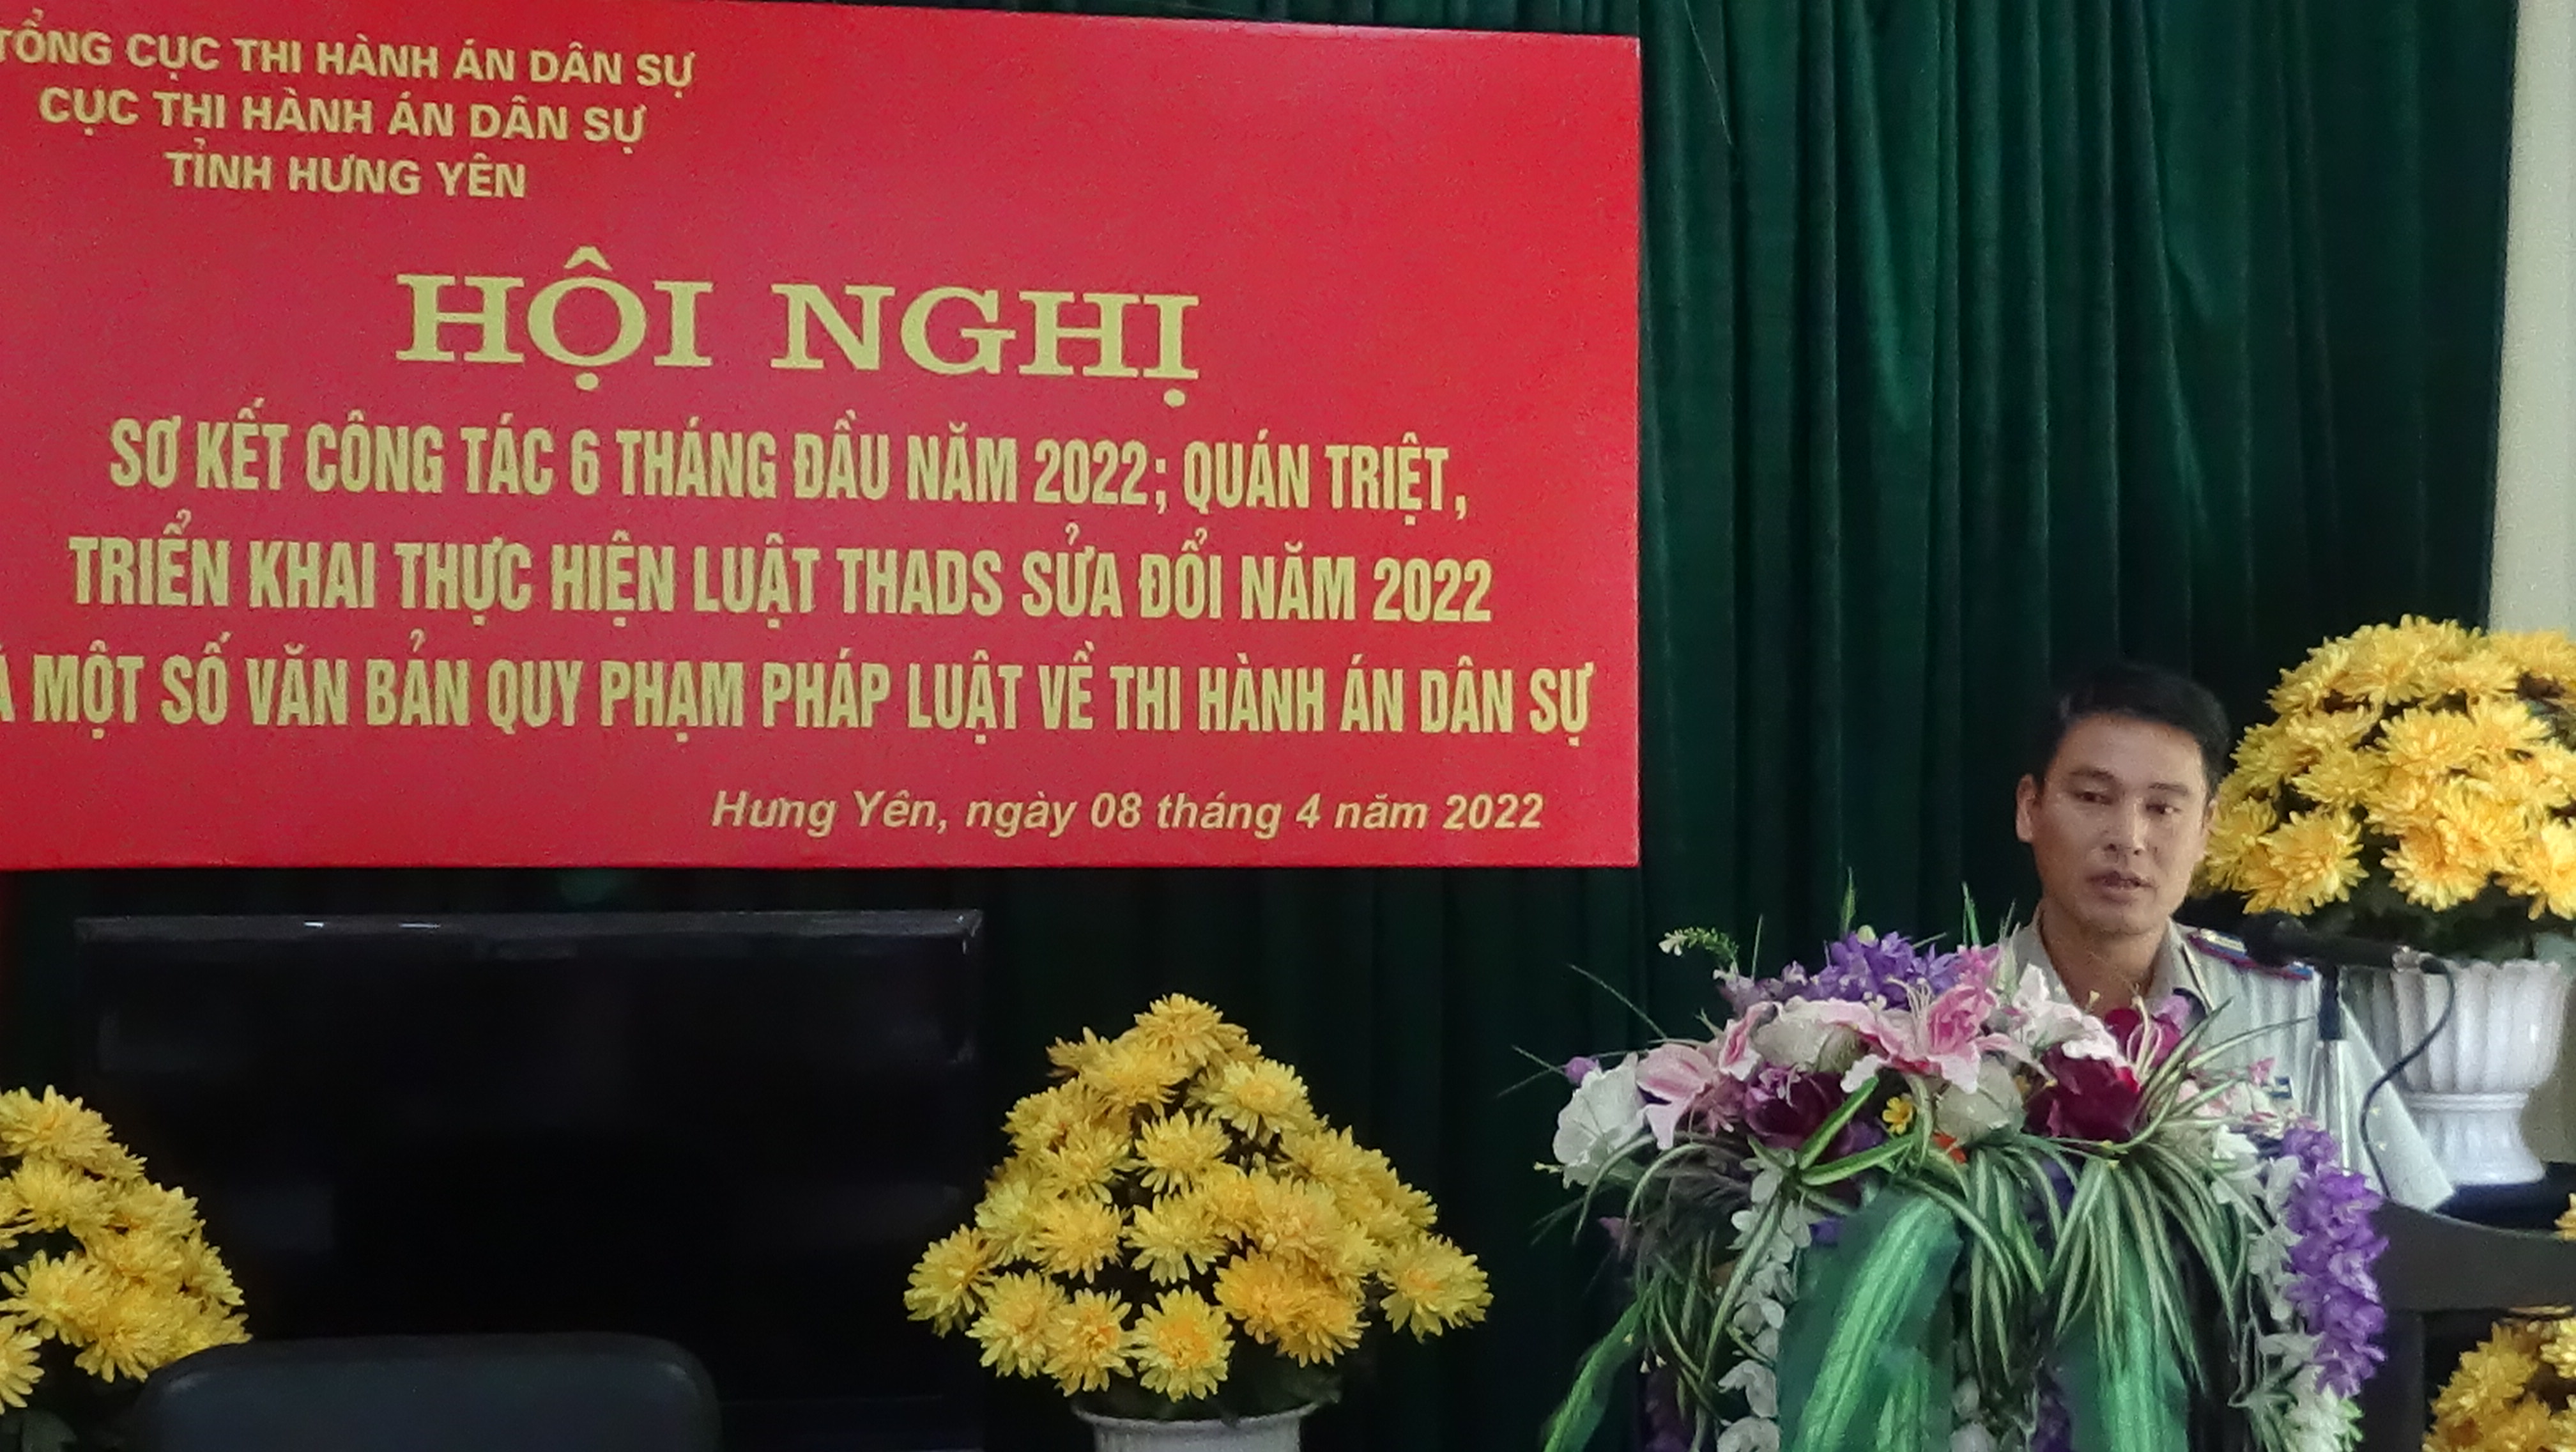 TỔNG CỤC THI HÀNH ÁN DÂN SỰ
CỤC THI HÀNH ÁN DÂN SỰ
TỈNH HƯNG YÊN
HỘI NGHỊ
SƠ KẾT CÔNG TÁC 6 THÁNG ĐẦU NĂM 2022; QUÁN TRIỆT,
TRIỂN KHAI THỰC HIỆN LUẬT THADS SỬA ĐỔI NĂM 2022
MỘT SỐ VĂN BẢN QUY PHẠM PHÁP LUẬT VỀ THI HÀNH ÁN DÂN SỰ
Hưng Yên, ngày 08 tháng 4 năm 2022